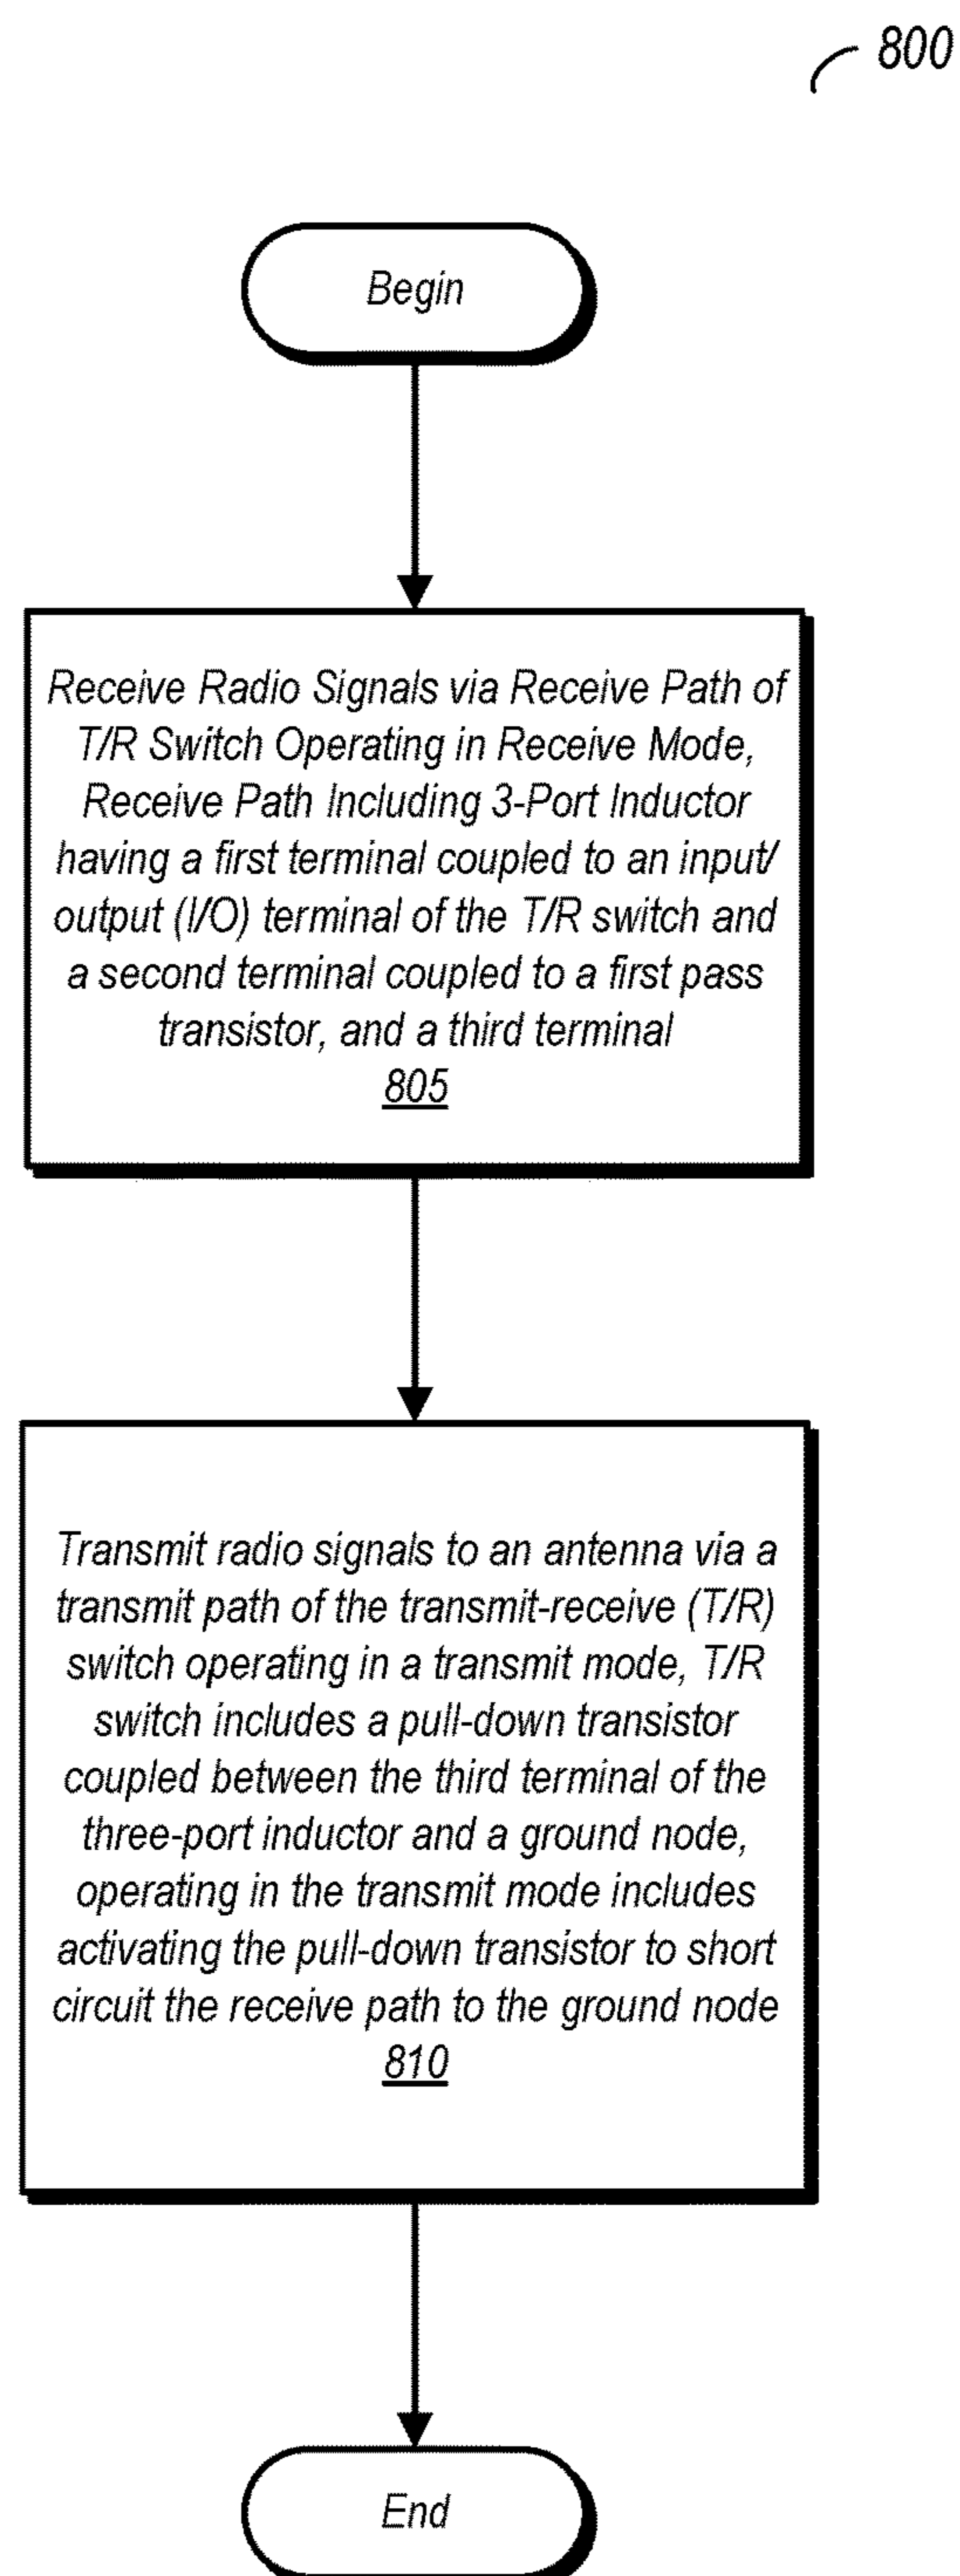 800
Begin
Receive Radio Signals via Receive Path of
T/R Switch Operating in Receive Mode,
Receive Path Including 3-Port Inductor
having a first terminal coupled to an input/
output (I/O) terminal of the T/R switch and
a second terminal coupled to a first pass
transistor, and a third terminal
805
Transmit radio signals to an antenna via a
transmit path of the transmit-receive (T/R)
switch operating in a transmit mode, T/R
switch includes a pull-down transistor
coupled between the third terminal of the
three-port inductor and a ground node,
operating in the transmit mode includes
activating the pull-down transistor to short
circuit the receive path to the ground node
810
End